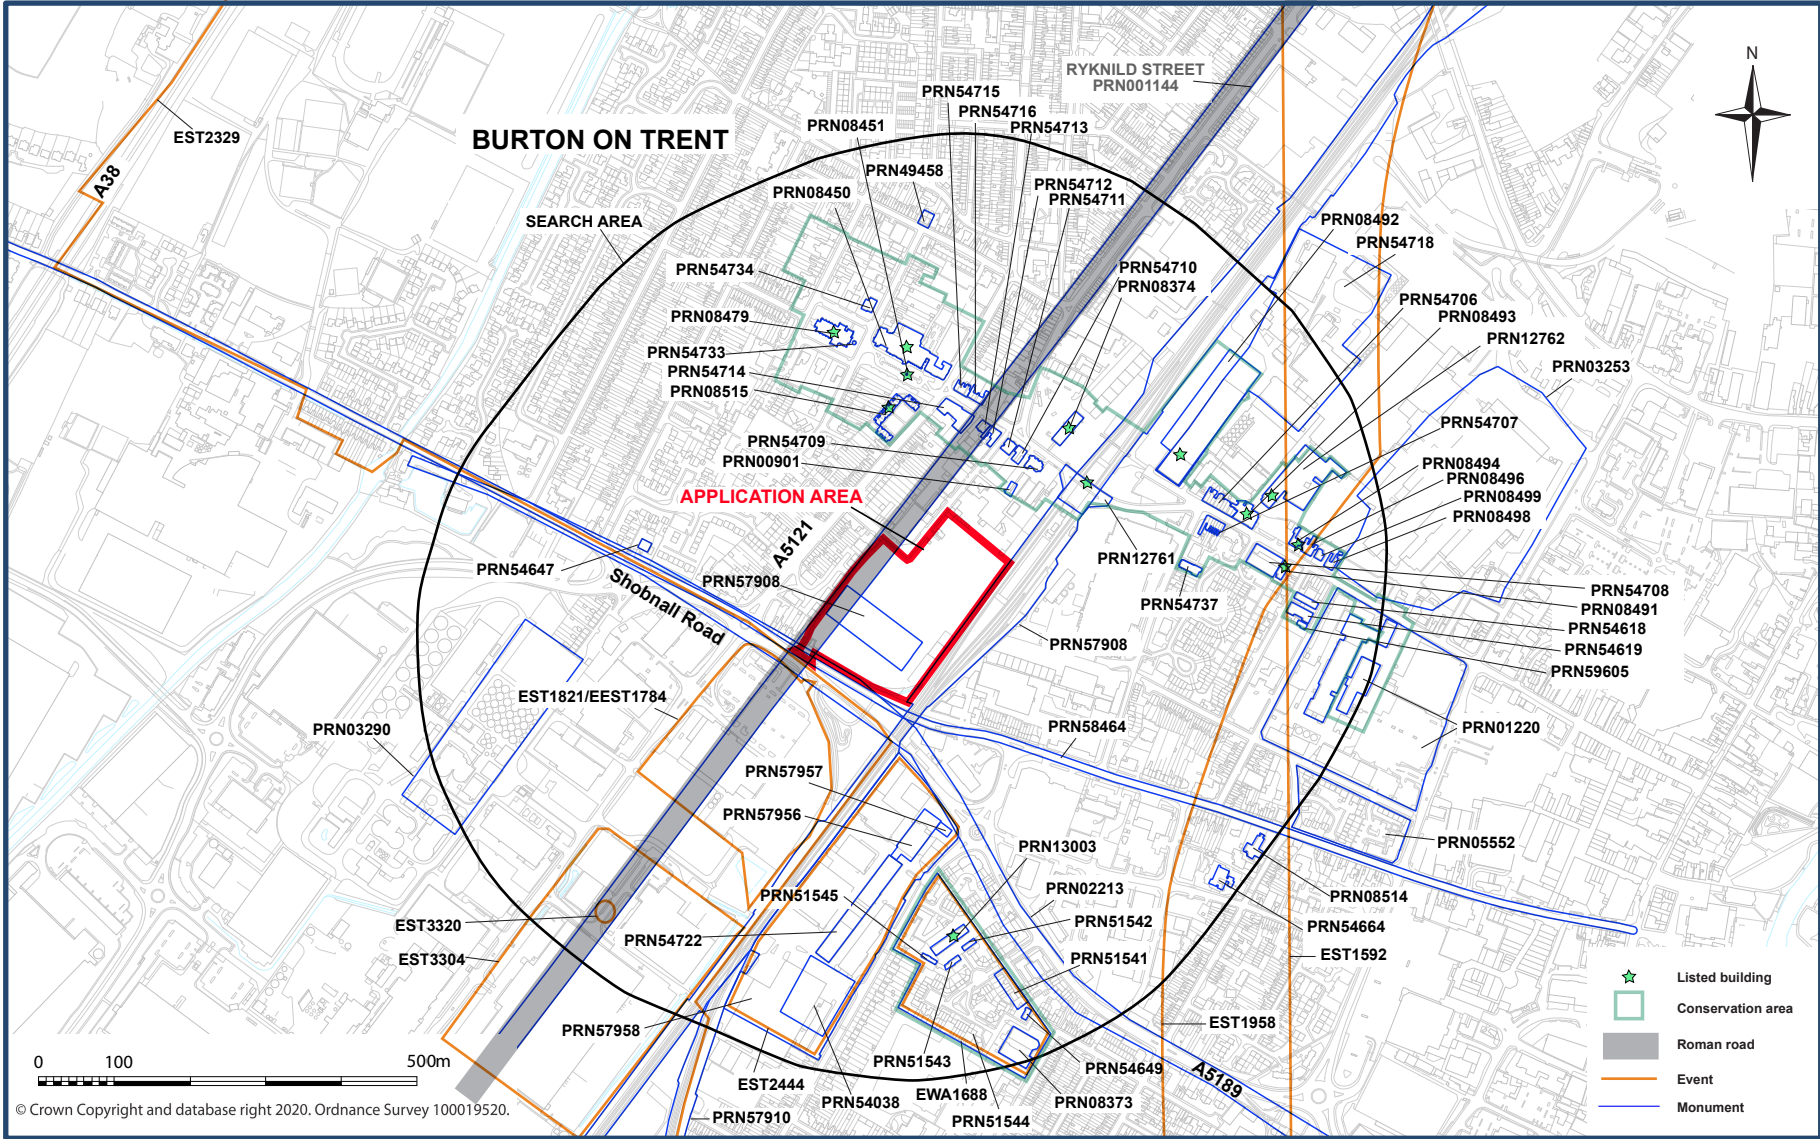 RYKNILD STREET
PRN001144
N
PRN54715
PRN54716
PRN08451
PRN54713
EST2329
BURTON ON TRENT
PRN49458
A38
PRN54712
PRN08450
PRN54711
SEARCH AREA
PRN08492
PRN54718
PRN54734
PRN54710
PRN08374
PRN54706
PRN08493
PRN08479
PRN12762
PRN54733
PRN03253
PRN54714
PRN08515
PRN54707
PRN54709
PRN00901
PRN08494
PRN08496
PRN08499
PRN08498
APPLICATION AREA
A5121
PRN12761
PRN54647
PRN57908
Shobnall Road
PRN54708
PRN54737
PRN08491
PRN54618
PRN57908
PRN54619
PRN59605
EST1821/EEST1784
PRN03290
PRN58464
PRN01220
PRN57957
PRN57956
PRN05552
PRN13003
PRN51545
PRN02213
PRN08514
PRN51542
EST3320
PRN54664
PRN54722
EST1592
EST3304
PRN51541
Listed building
Conservation area
PRN57958
EST1958
Roman road
0 100 500m
PRN51543
PRN54649
A5189
Event
EST2444
EWA1688
PRN54038
PRN08373
Monument
© Crown Copyright and database right 2020. Ordnance Survey 100019520.
PRN57910
PRN51544